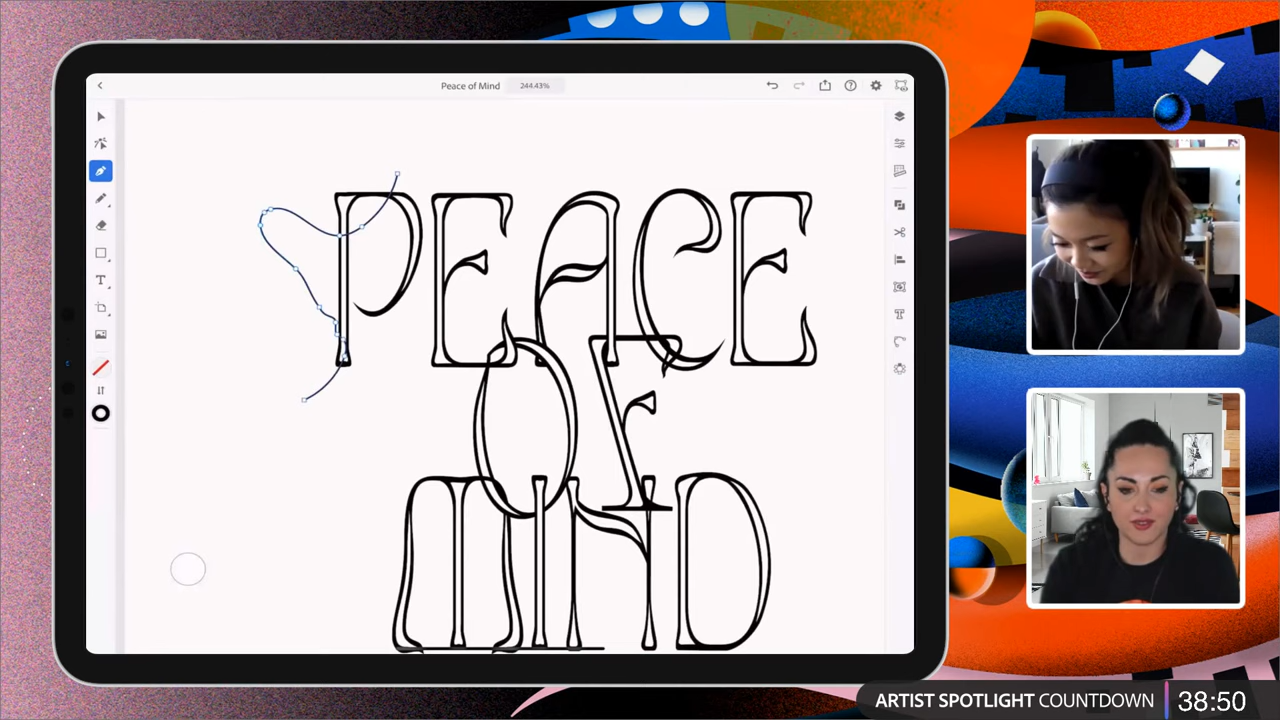 Peace of Mind 244.43%
PEACE
OF
MIND
ARTIST SPOTLIGHT COUNTDOWN 38:50